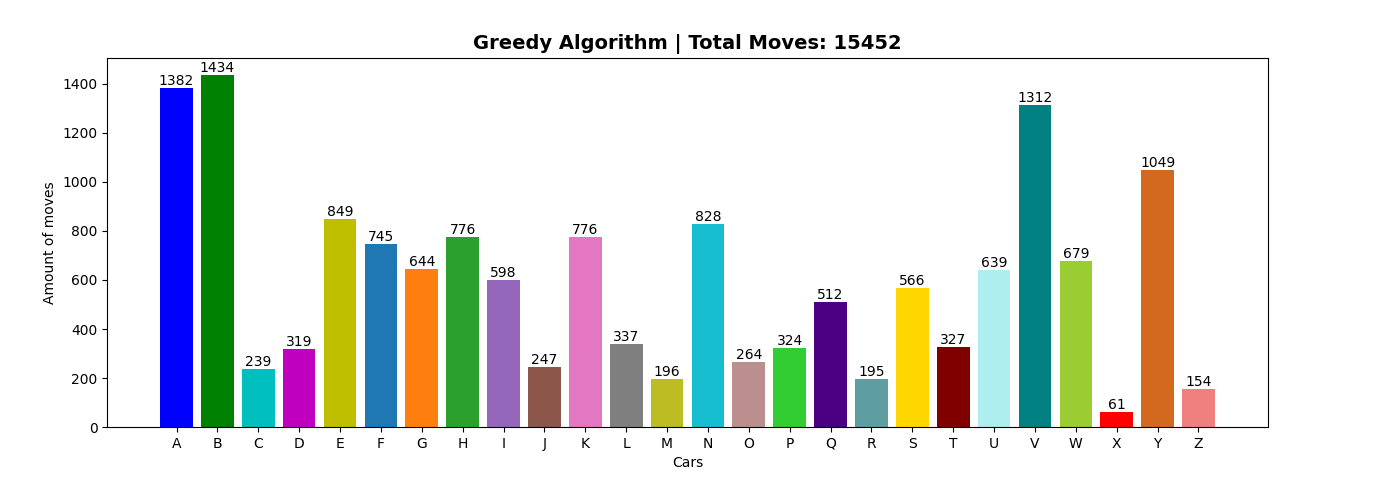 Greedy Algorithm | Total Moves: 15452
Amount of moves
1400
1200
1000
800
600
400
200
0
1382 1434 239 319 849 745 644 776 598 247 776 337 196 828 264 324 512 195 566 327 639 1312 679 61 1049 154
A B C D E F G H I J K L M N O P Q R S T U V W X Y Z
Cars